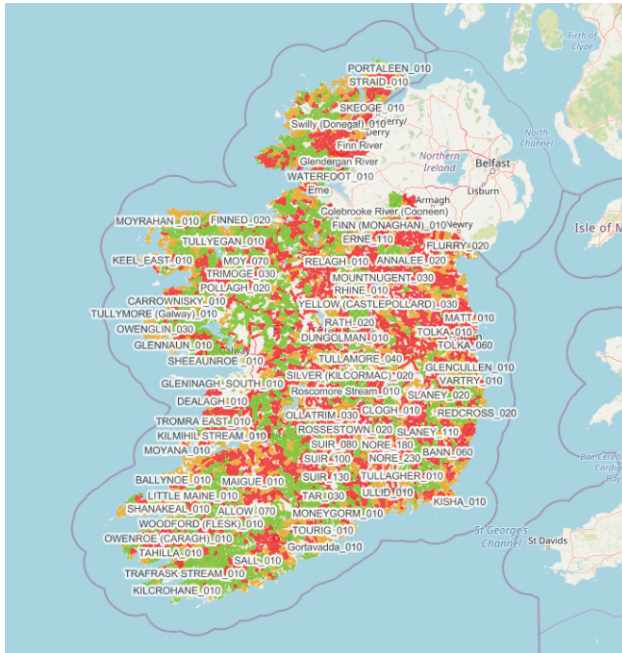 Firth of
Clyde
PORTALEEN_010
STRAID_010
SKEOGE_010
Swilly (Donegal)_010
erry/
Derry
North
Channel
Finn River
Glendergan River
Northern
Ireland
Belfast
WATERFOOT_010
Lisburn
Erne
Armagh
Colebrooke River (Cooneen)
MOYRAHAN_010
FINNED_020
FINN (MONAGHAN)_010
Newry
Isle of M
TULLYEGAN_010
ERNE_110
FLURRY_020
KEEL_EAST_010
MOY_070
RELAGH_010
ANNALEE_020
TRIMOGE_030
MOUNTNUGENT_030
POLLAGH_020
RHINE_010
CARROWNISKY_010
YELLOW (CASTLEPOLLARD)_030
TULLYMORE (Galway)_010
MATT_010
OWENGLIN_030
RATH_020
TOLKA_010
GLENNAUN_010
DUNGOLMAN_010
TOLKA_060
Galway
SHEEAUNROE_010
TULLAMORE_040
GLENCULLEN_010
SILVER (KILCORMAC)_020
VARTRY_010
GLENINAGH SOUTH_010
Roscomore Stream_010
SLANEY_020
DEALAGH_010
OLLATRIM_030
CLOGH_010
REDCROSS_020
TROMRA EAST_010
ROSSESTOWN_020
SLANEY_110
KILMIHIL STREAM_010
SUIR_080
NORE_180
MOYANA_010
SUIR_100
NORE_230
BANN_060
BALLYNOE_010
MAIGUE_010
SUIR_130
TULLAGHER_010
LITTLE MAINE_010
TAR_030
ULLID_010
KISHA_010
SHANAKEAL_010
ALLOW_070
MONEYGORM_010
WOODFORD (FLESK)_010
TOURIG_010
St George's
Channel
OWENROE (CARAGH)_010
Gortavadda_010
St Davids
TAHILLA_010
SALL_010
TRAFRASK STREAM_010
KILCROHANE_010